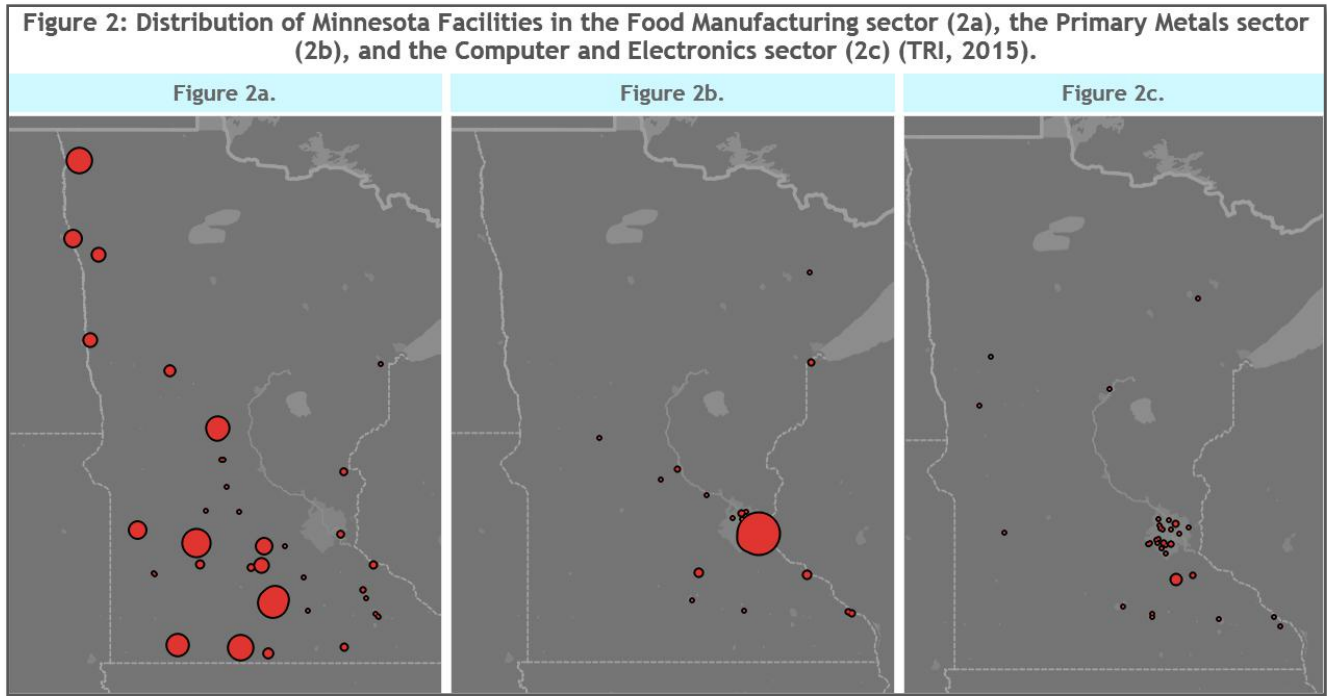 Figure 2: Distribution of Minnesota Facilities in the Food Manufacturing sector (2a), the Primary Metals sector
(2b), and the Computer and Electronics sector (2c) (TRI, 2015).
Figure 2a.
Figure 2b.
Figure 2c.